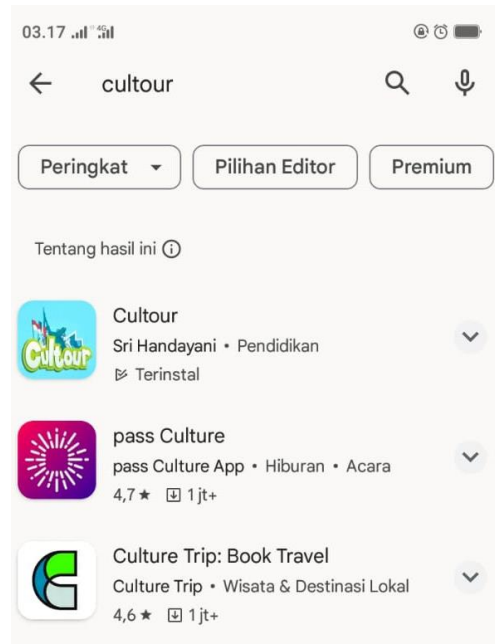 03.17 4G
cultour
Peringkat Pilihan Editor Premium
Tentang hasil ini
Cultour
Cultour
Sri Handayani • Pendidikan
Terinstal
pass Culture
pass Culture App • Hiburan • Acara
4,7★ 1 jt+
Culture Trip: Book Travel
Culture Trip • Wisata & Destinasi Lokal
4,6★ 1 jt+